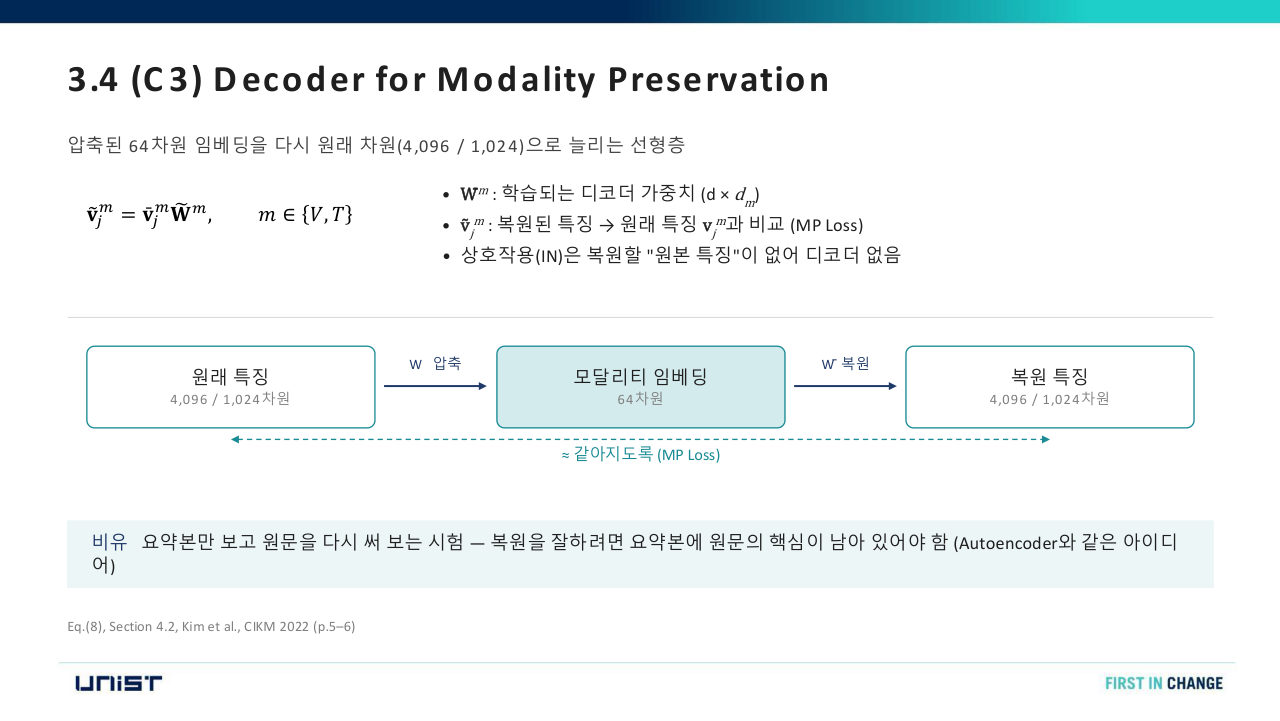 3.4 (C3) Decoder for Modality Preservation
압축된 64차원 임베딩을 다시 원래 차원(4,096 / 1,024)으로 늘리는 선형층
ṽ_j^m = v̄_j^m W̃^m, m ∈ {V, T}
• W̃^m : 학습되는 디코더 가중치 (d × d_m)
• ṽ_j^m : 복원된 특징 → 원래 특징 v_j^m과 비교 (MP Loss)
• 상호작용(IN)은 복원할 "원본 특징"이 없어 디코더 없음
원래 특징
4,096 / 1,024차원
W 압축
모달리티 임베딩
64차원
W̃ 복원
복원 특징
4,096 / 1,024차원
≈ 같아지도록 (MP Loss)
비유 요약본만 보고 원문을 다시 써 보는 시험 — 복원을 잘하려면 요약본에 원문의 핵심이 남아 있어야 함 (Autoencoder와 같은 아이디
어)
Eq.(8), Section 4.2, Kim et al., CIKM 2022 (p.5–6)
UNIST
FIRST IN CHANGE